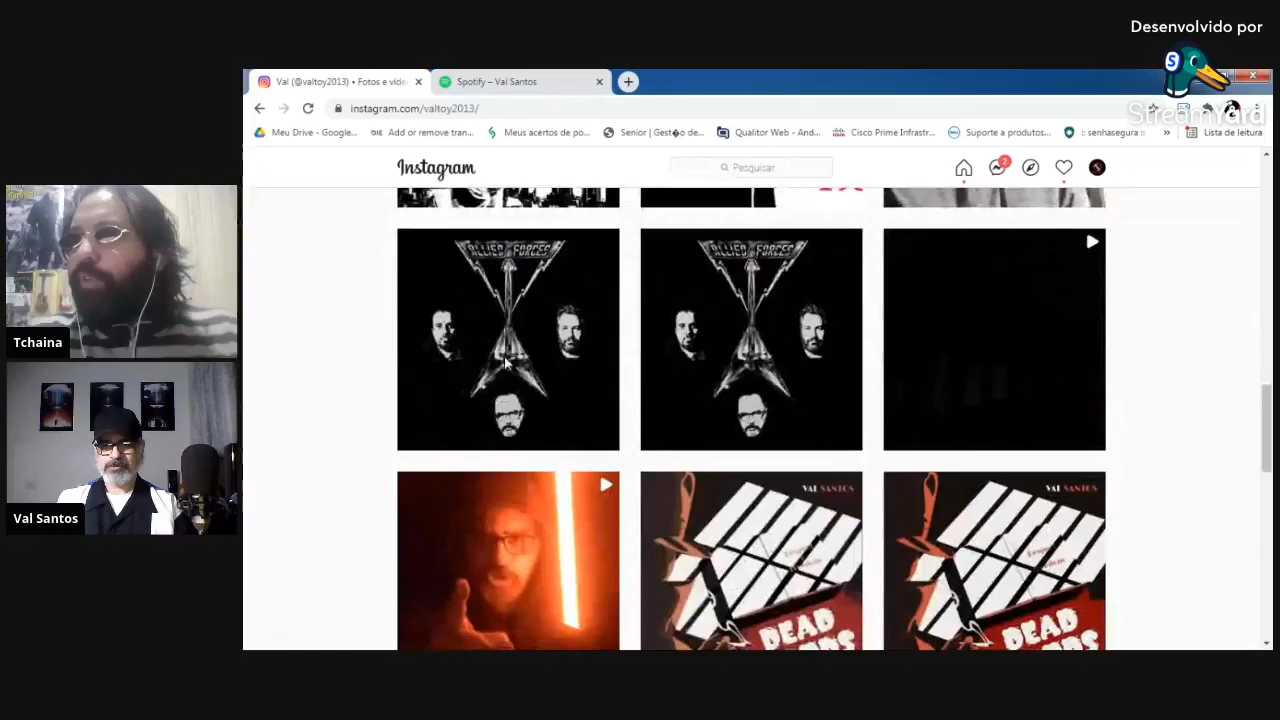 Desenvolvido por
StreamYard
Val (@valtoy2013) • Fotos e víde
Spotify – Val Santos
instagram.com/valtoy2013/
Meu Drive - Google...
Add or remove tran...
Meus acertos de po...
Senior | Gest�o de...
Qualitor Web - And...
Cisco Prime Infrastr...
Suporte a produtos...
:: senhasegura ::
»
Lista de leitura
Instagram
Pesquisar
2
ALLIED FORCES
ALLIED FORCES
VAL SANTOS
DEAD
VAL SANTOS
DEAD
Tchaina
Val Santos